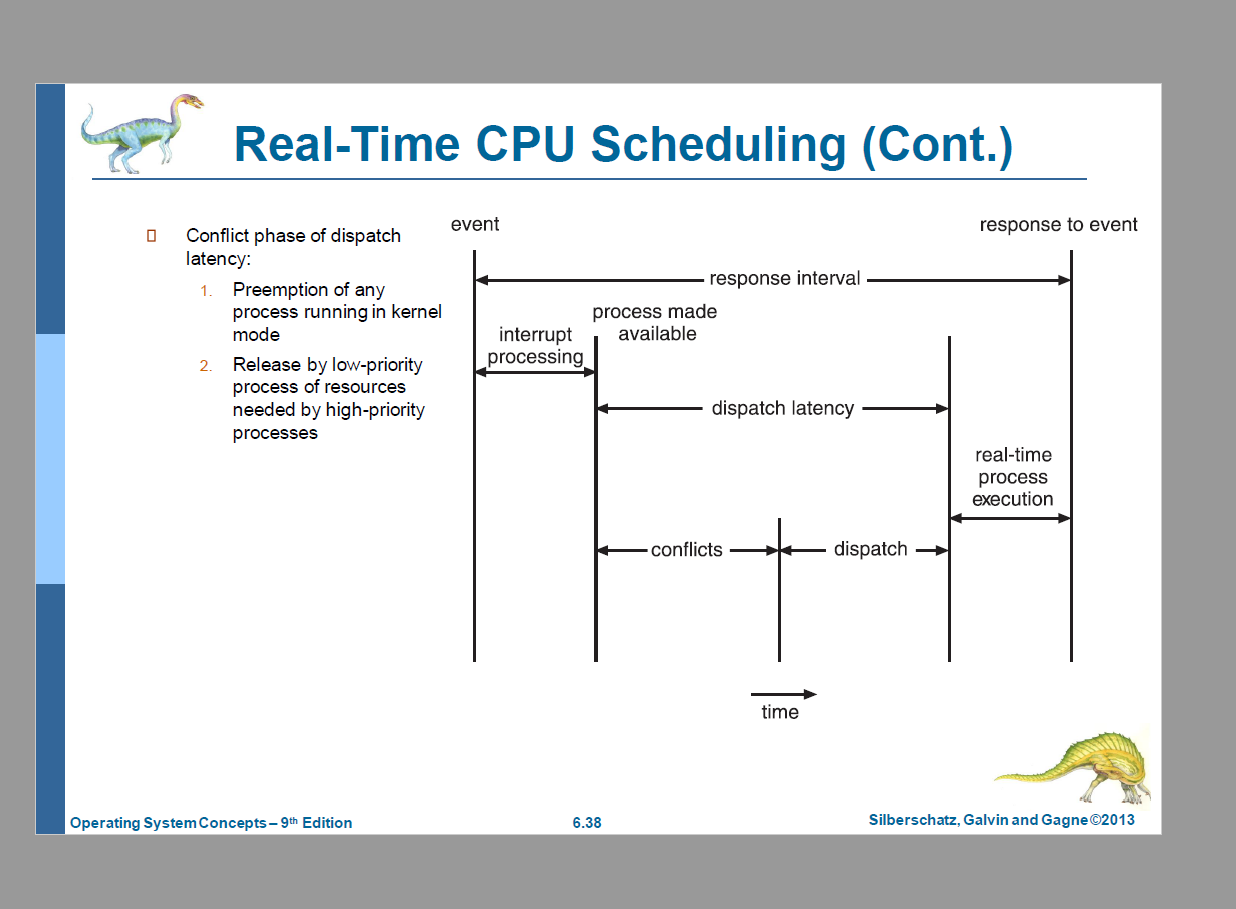 Real-Time CPU Scheduling (Cont.)
Conflict phase of dispatch
latency:
1. Preemption of any
process running in kernel
mode
2. Release by low-priority
process of resources
needed by high-priority
processes
event
response to event
response interval
process made
available
interrupt
processing
dispatch latency
real-time
process
execution
conflicts
dispatch
time
Operating System Concepts – 9th Edition
6.38
Silberschatz, Galvin and Gagne ©2013